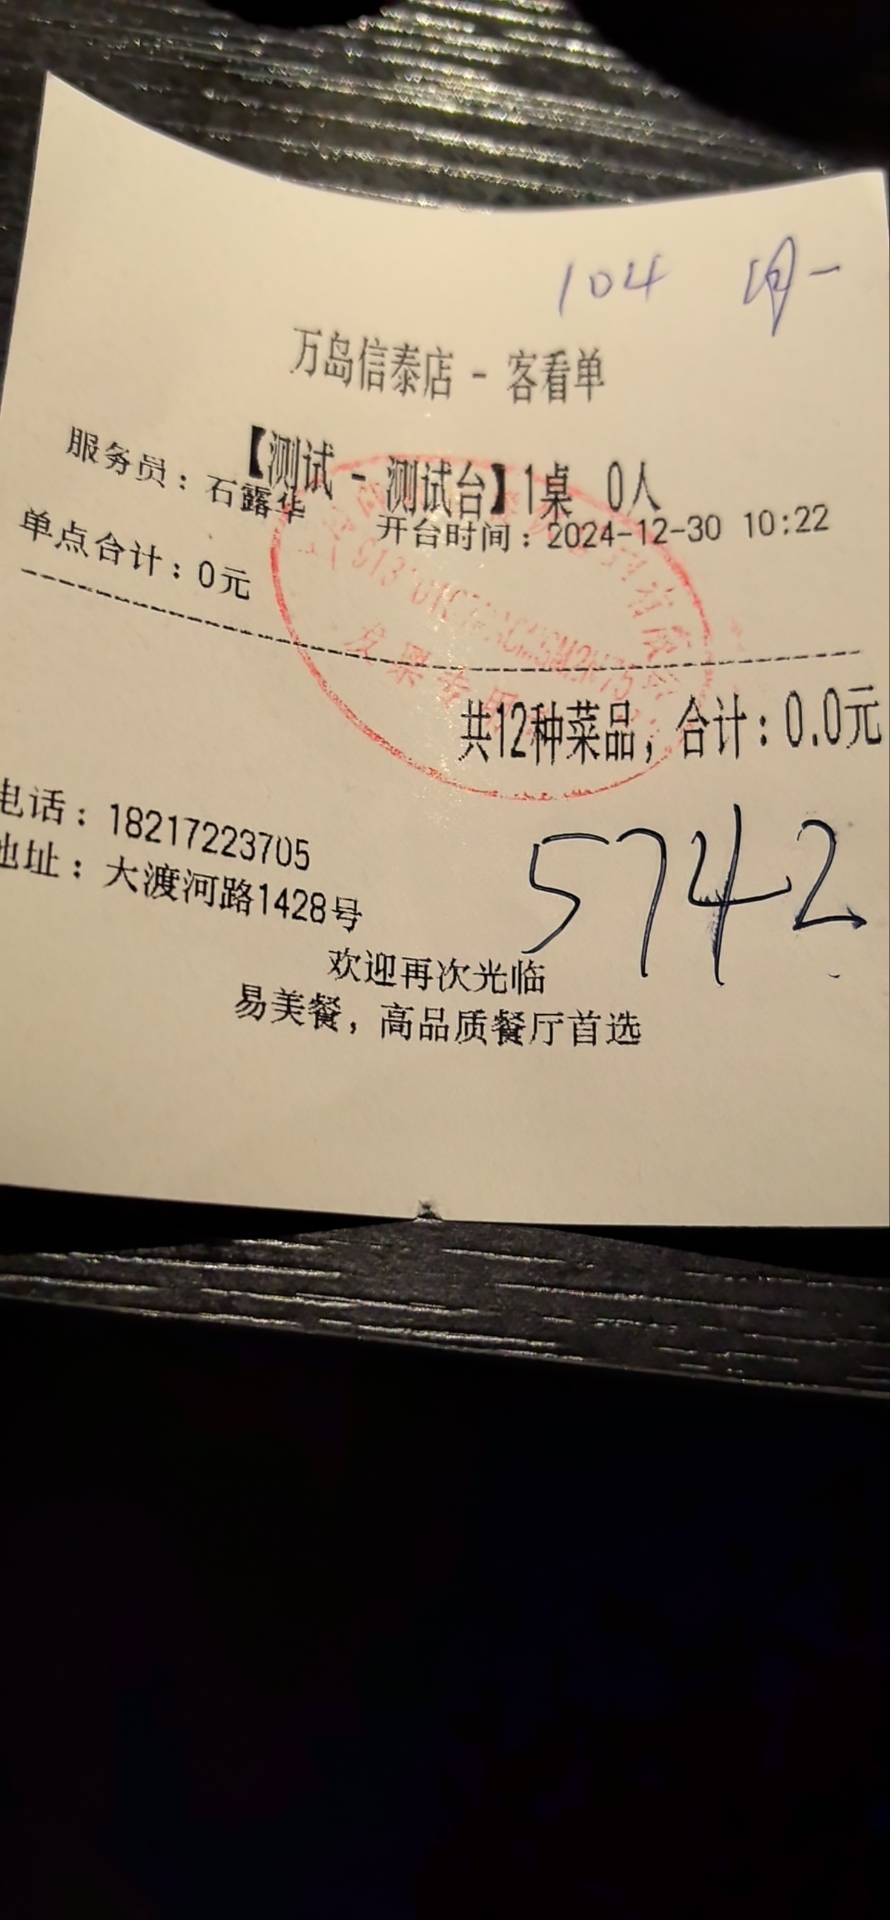 104
万岛信泰店 - 客看单
【测试 - 测试台】1桌 0人
服务员：石露华
开台时间：2024-12-30 10:22
单点合计：0元
共12种菜品，合计：0.0元
5742
电话：18217223705
地址：大渡河路1428号
欢迎再次光临
易美餐，高品质餐厅首选